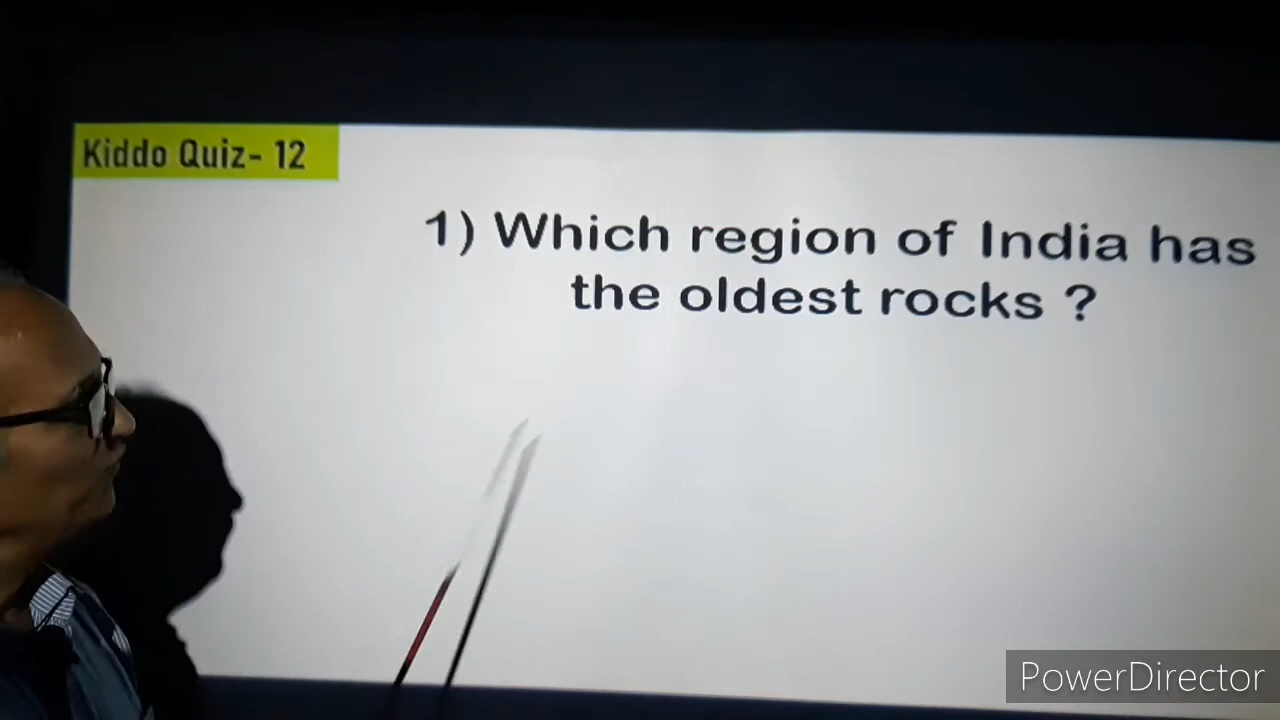 Kiddo Quiz- 12
1) Which region of India has
the oldest rocks ?
PowerDirector